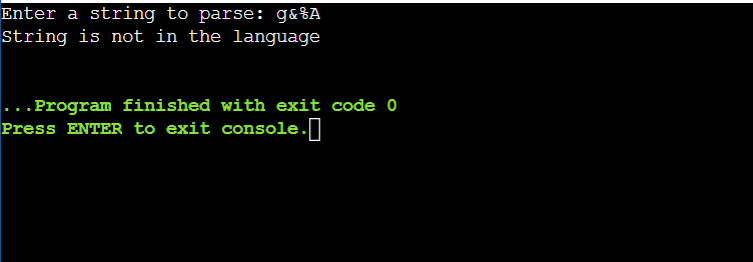 Enter a string to parse: g&%A
String is not in the language
...Program finished with exit code 0
Press ENTER to exit console.